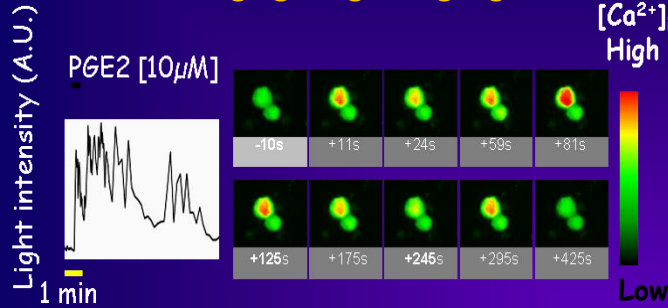 Light intensity (A.U.)
PGE2 [10µM]
1 min
-10s +11s +24s +59s +81s
+125s +175s +245s +295s +425s
[Ca²⁺]
High
Low